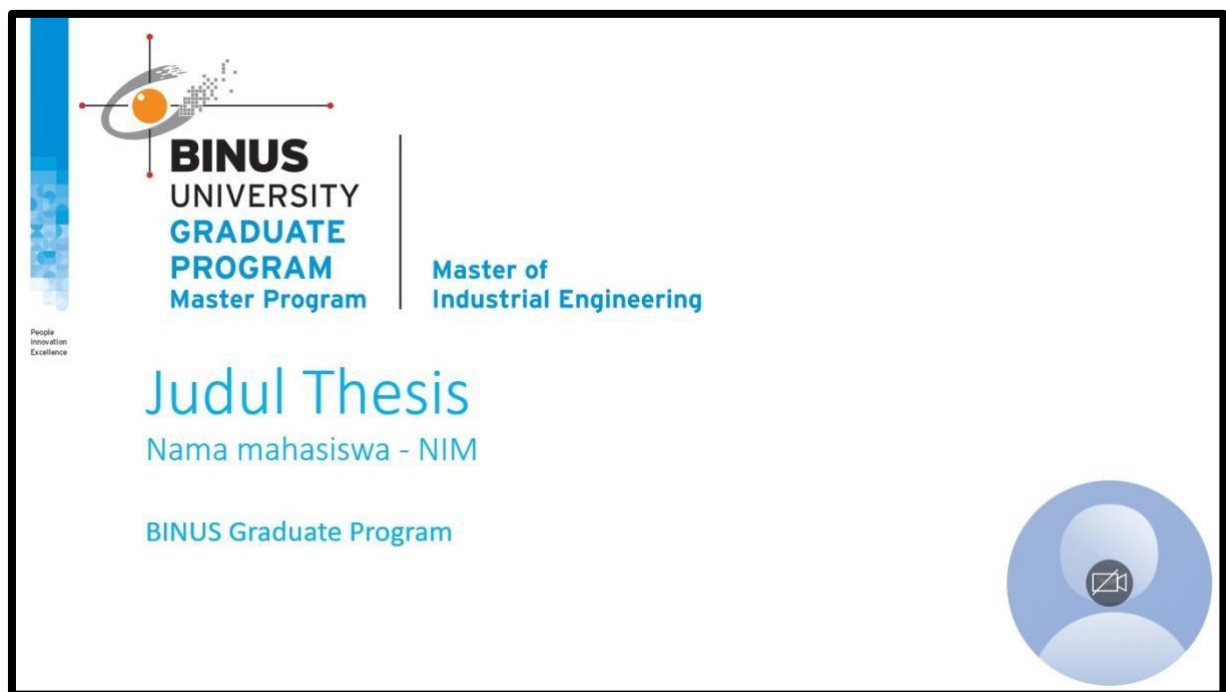 BINUS
UNIVERSITY
GRADUATE
PROGRAM
Master Program
Master of
Industrial Engineering
People
Innovation
Excellence
Judul Thesis
Nama mahasiswa - NIM
BINUS Graduate Program